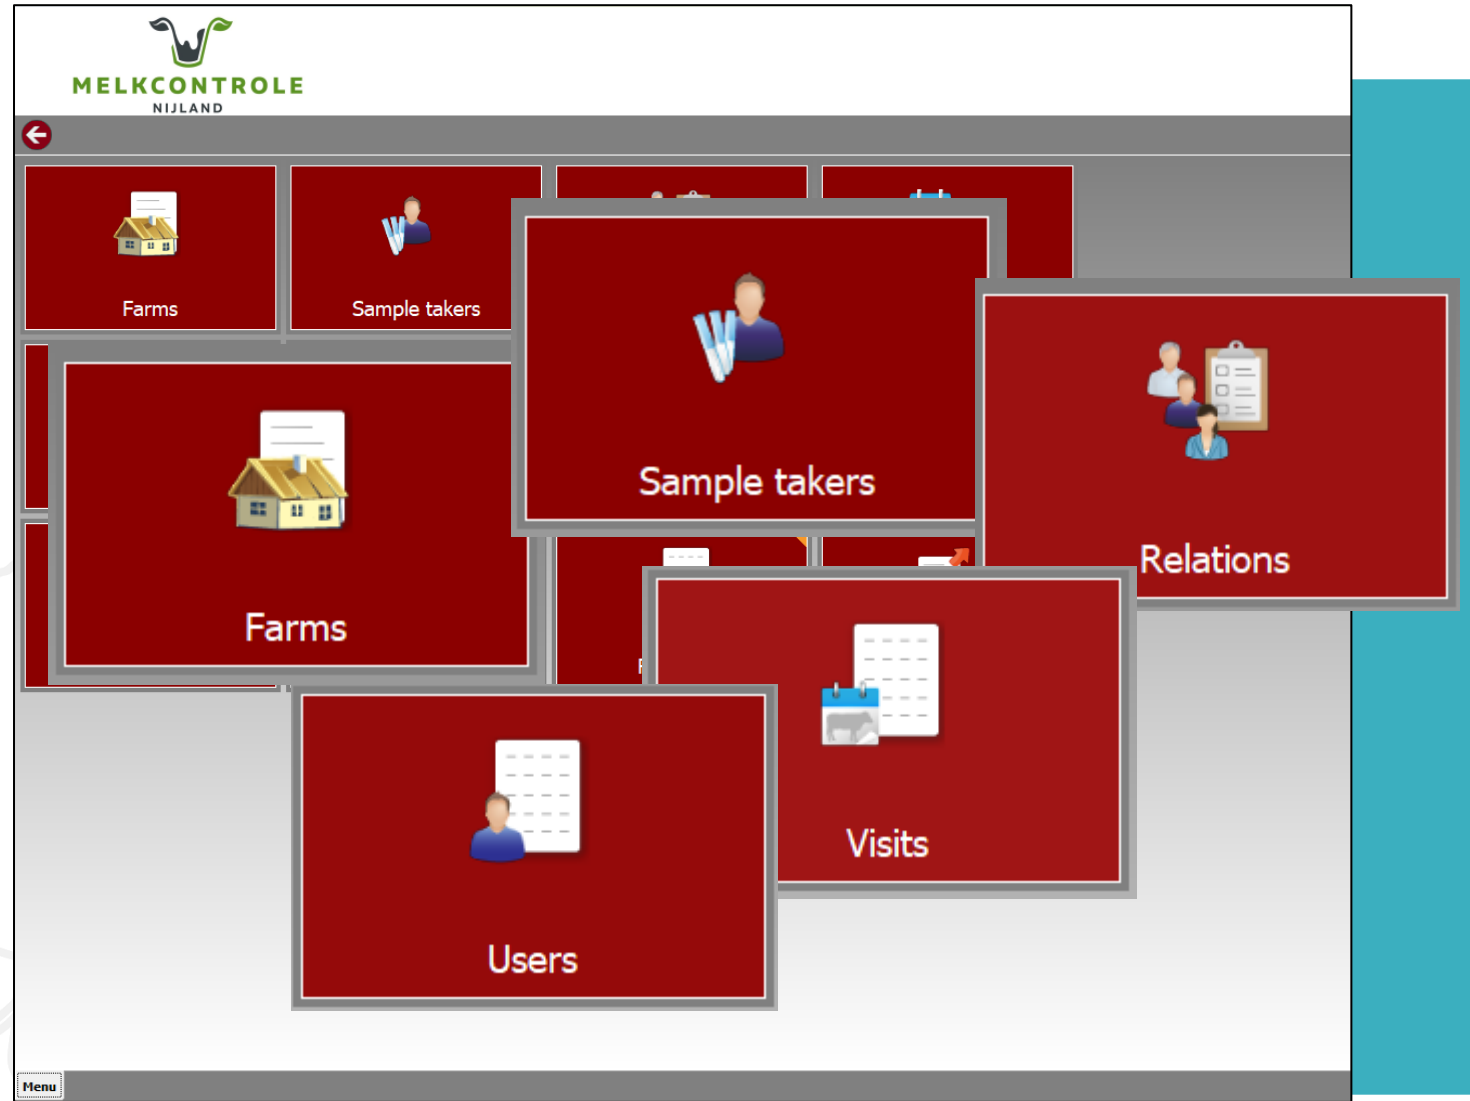 MELKCONTROLE
NIJLAND
Farms
Sample takers
Sample takers
Relations
Farms
Visits
Users
Menu